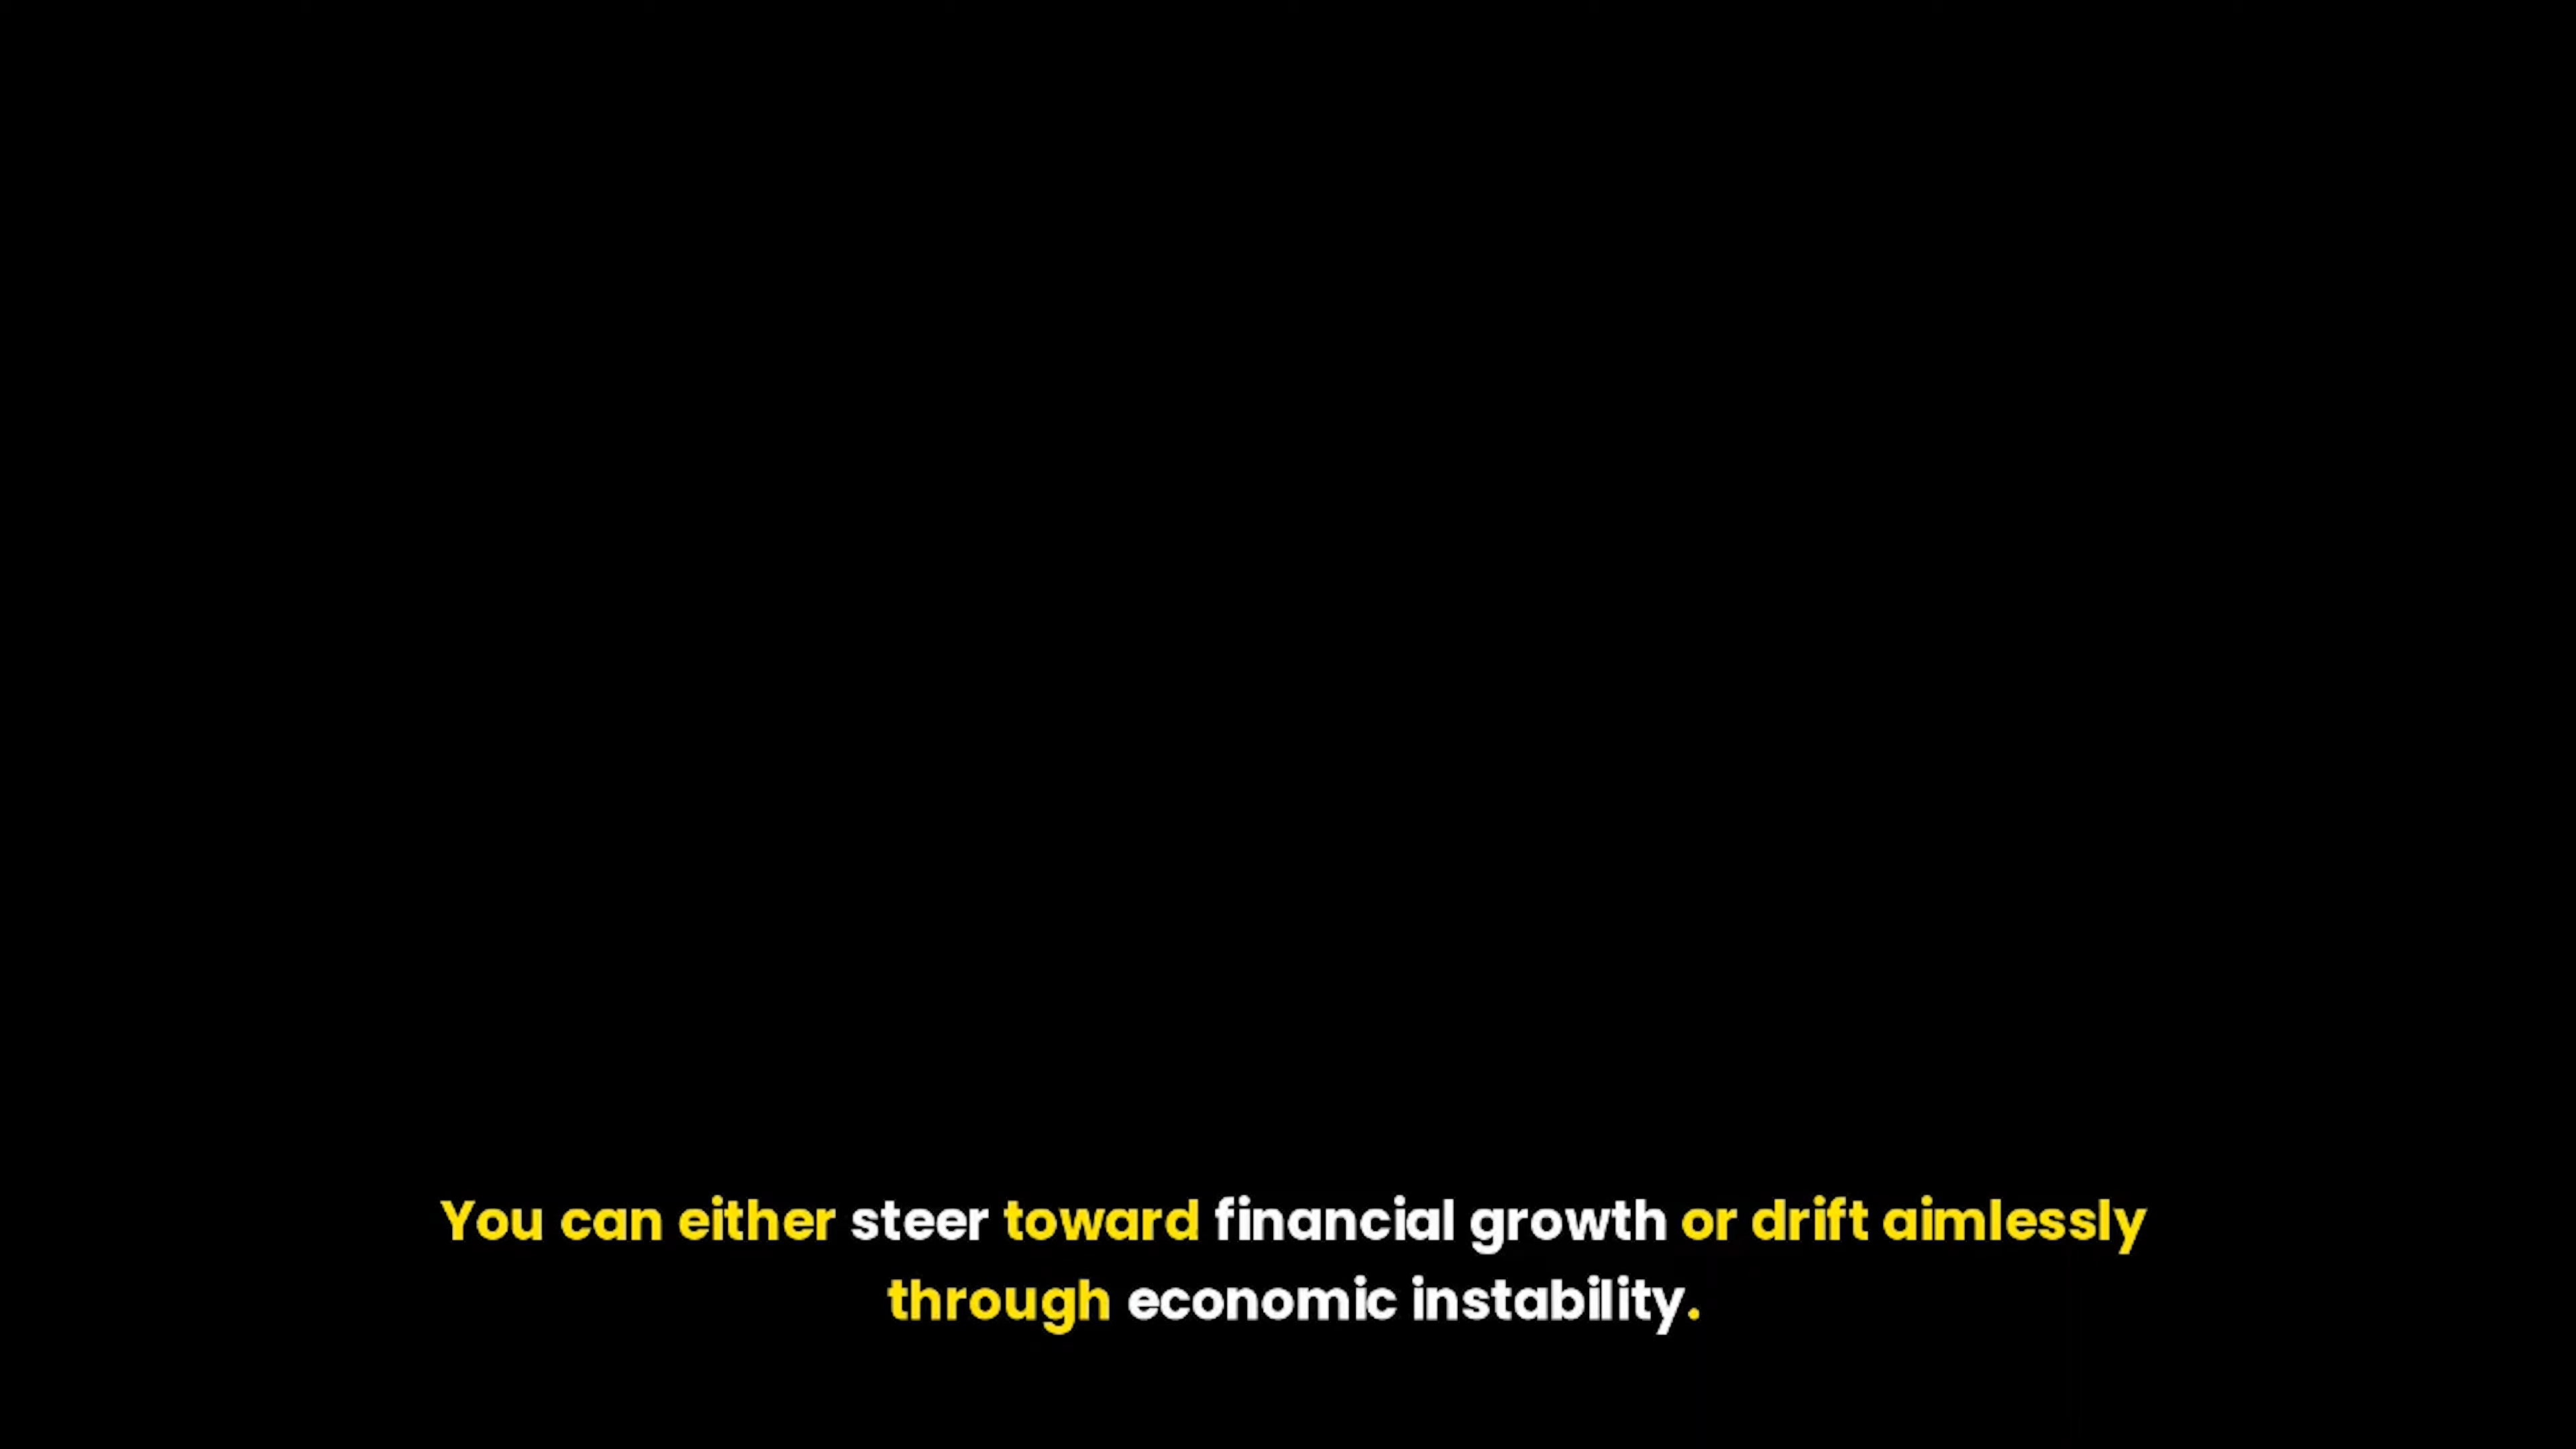 You can either steer toward financial growth or drift aimlessly
through economic instability.